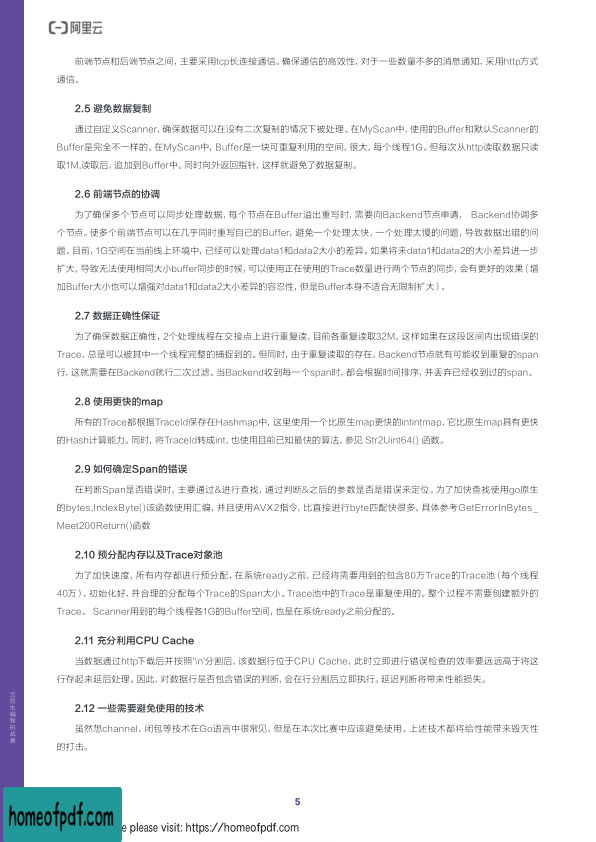 阿里云
前端节点和后端节点之间，主要采用tcp长连接通信。确保通信的高效性，对于一些数量不多的消息通知，采用http方式
通信。
2.5 避免数据复制
通过自定义Scanner，确保数据可以在没有二次复制的情况下被处理。在MyScan中，使用的Buffer和默认Scanner的
Buffer是完全不一样的。在MyScan中，Buffer是一块可重复利用的空间，很大，每个线程1G。但每次从http读取数据只读
取1M,读取后，追加到Buffer中。同时向外返回指针，这样就避免了数据复制。
2.6 前端节点的协调
为了确保多个节点可以同步处理数据，每个节点在Buffer溢出重写时，需要向Backend节点申请， Backend协调多
个节点。使多个前端节点可以在几乎同时重写自己的Buffer，避免一个处理太快，一个处理太慢的问题，导致数据出错的问
题。目前，1G空间在当前线上环境中，已经可以处理data1和data2大小的差异。如果将来data1和data2的大小差异进一步
扩大，导致无法使用相同大小buffer同步的时候，可以使用正在使用的Trace数量进行两个节点的同步，会有更好的效果（增
加Buffer大小也可以增强对data1和data2大小差异的容忍性，但是Buffer本身不适合无限制扩大）。
2.7 数据正确性保证
为了确保数据正确性，2个处理线程在交接点上进行重复读，目前各重复读取32M，这样如果在这段区间内出现错误的
Trace，总是可以被其中一个线程完整的捕捉到的。但同时，由于重复读取的存在，Backend节点就有可能收到重复的span
行，这就需要在Backend就行二次过滤。当Backend收到每一个span时，都会根据时间排序，并丢弃已经收到过的span。
2.8 使用更快的map
所有的Trace都根据TraceId保存在Hashmap中，这里使用一个比原生map更快的intintmap，它比原生map具有更快
的Hash计算能力。同时，将TraceId转成int，也使用目前已知最快的算法，参见 Str2Uint64() 函数。
2.9 如何确定Span的错误
在判断Span是否错误时，主要通过&进行查找，通过判断&之后的参数是否是错误来定位。为了加快查找使用go原生
的bytes.IndexByte()该函数使用汇编，并且使用AVX2指令，比直接进行byte匹配快很多。具体参考GetErrorInBytes_
Meet200Return()函数
2.10 预分配内存以及Trace对象池
为了加快速度，所有内存都进行预分配，在系统ready之前，已经将需要用到的包含80万Trace的Trace池（每个线程
40万），初始化好，并合理的分配每个Trace的Span大小。Trace池中的Trace是重复使用的。整个过程不需要创建额外的
Trace。 Scanner用到的每个线程各1G的Buffer空间，也是在系统ready之前分配的。
2.11 充分利用CPU Cache
当数据通过http下载后并按照'\n'分割后，该数据行位于CPU Cache，此时立即进行错误检查的效率要远远高于将这
行存起来延后处理。因此，对数据行是否包含错误的判断，会在行分割后立即执行。延迟判断将带来性能损失。
2.12 一些需要避免使用的技术
虽然想channel，闭包等技术在Go语言中很常见，但是在本次比赛中应该避免使用。上述技术都将给性能带来毁灭性
的打击。
云原生编程挑战赛
5
homeofpdf.com
e please visit: https://homeofpdf.com